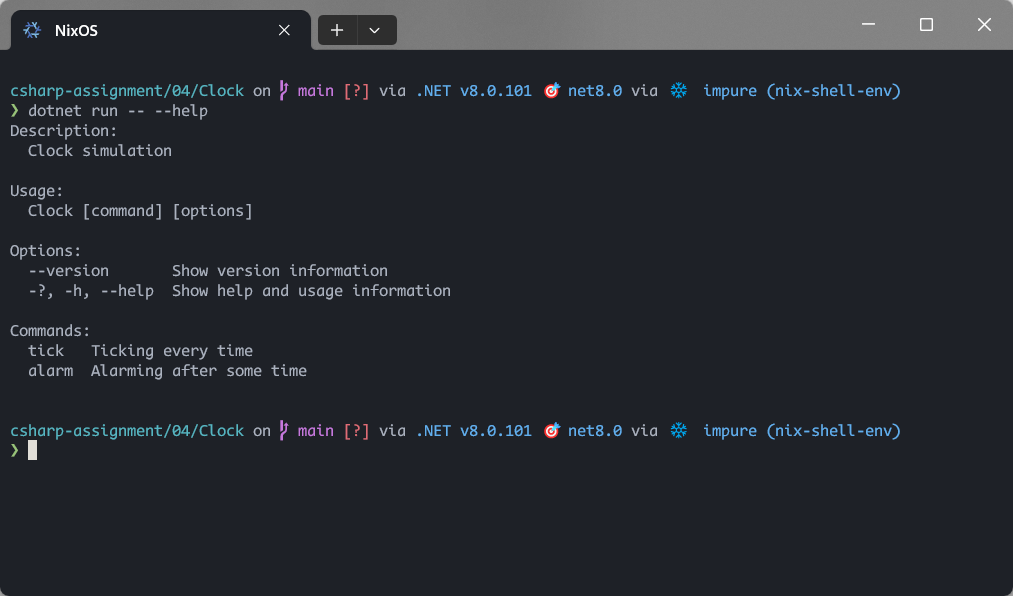 NixOS
csharp-assignment/04/Clock on main [?] via .NET v8.0.101 🎯 net8.0 via ❄ impure (nix-shell-env)
❯ dotnet run -- --help
Description:
  Clock simulation

Usage:
  Clock [command] [options]

Options:
  --version       Show version information
  -?, -h, --help  Show help and usage information

Commands:
  tick   Ticking every time
  alarm  Alarming after some time

csharp-assignment/04/Clock on main [?] via .NET v8.0.101 🎯 net8.0 via ❄ impure (nix-shell-env)
❯